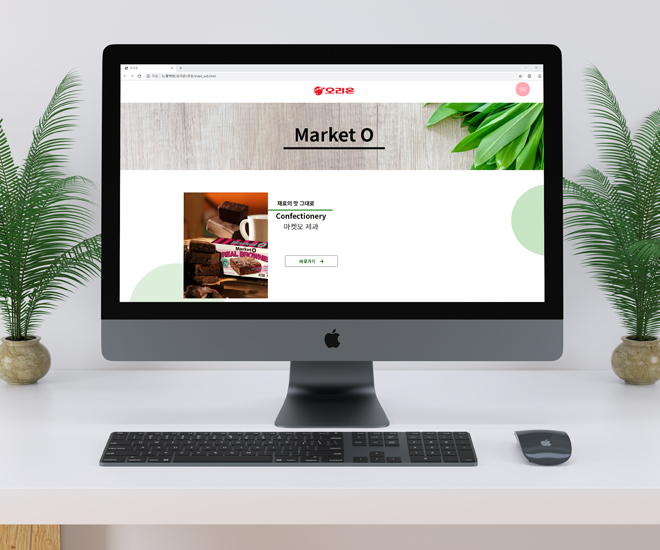 오리온
Market O
재료의 맛 그대로
Confectionery
마켓오 제과
바로가기 →
Market O
REAL BROWNIE